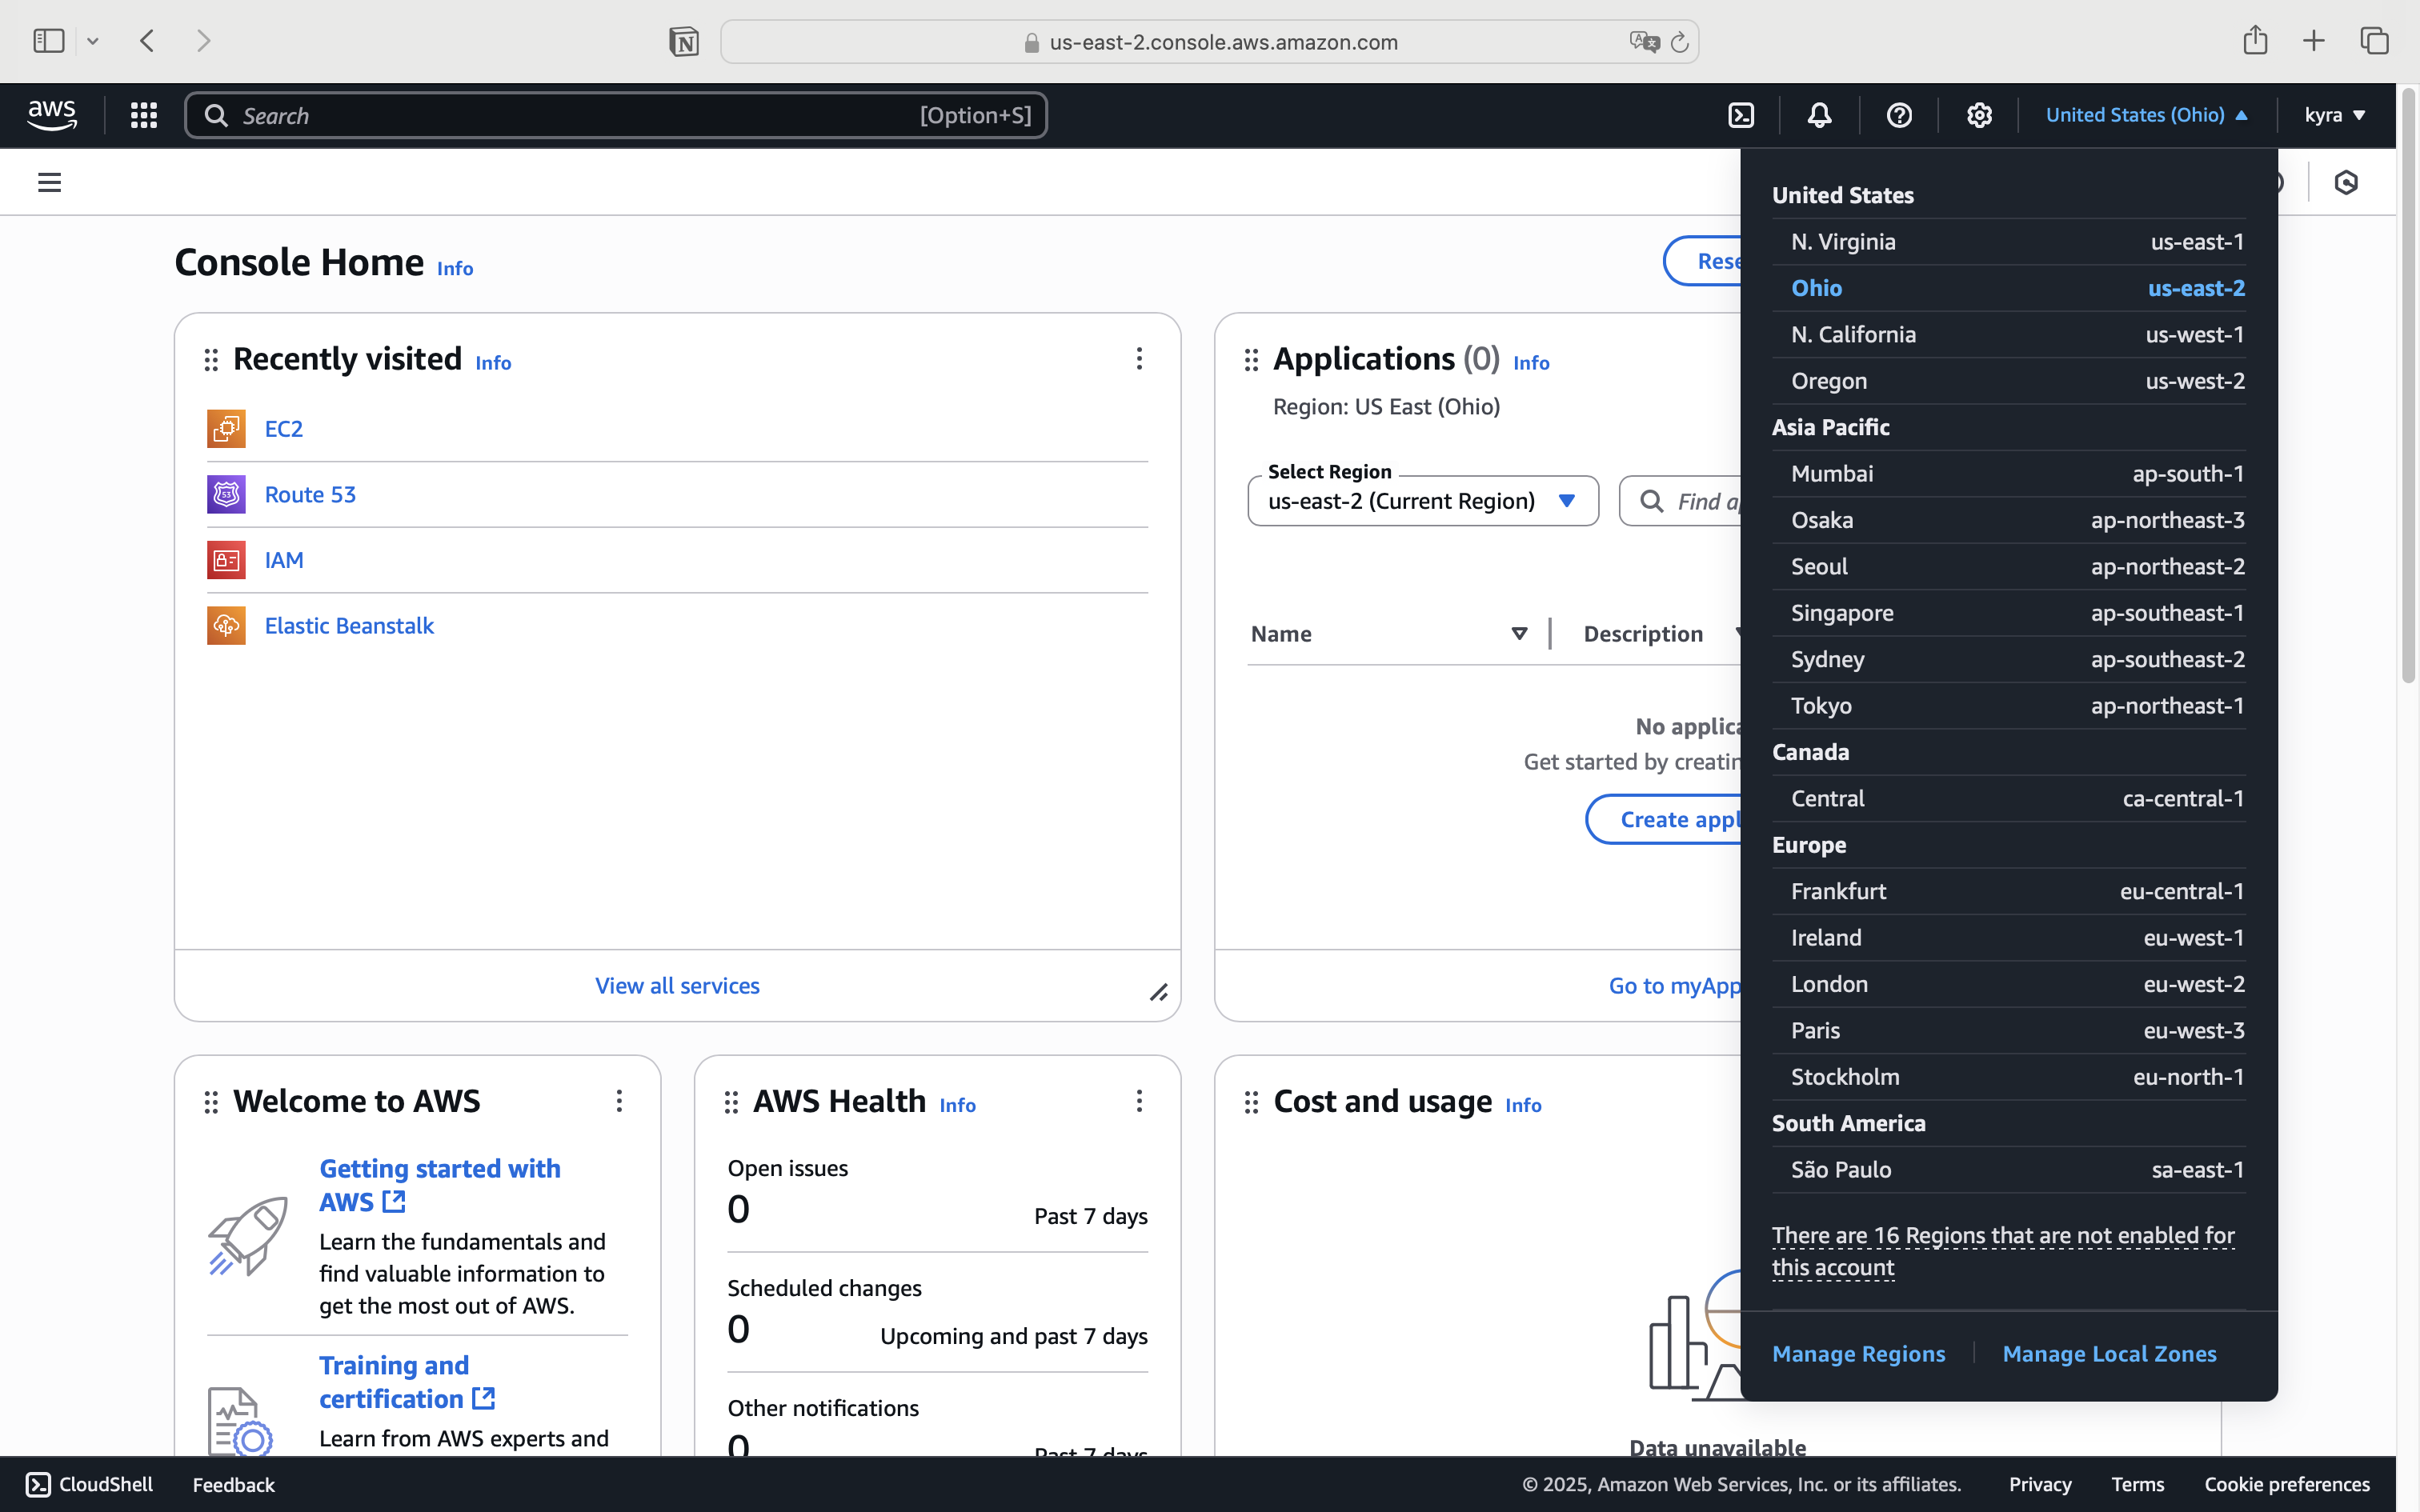 us-east-2.console.aws.amazon.com
aws
Search
[Option+S]
United States (Ohio)
kyra
Console Home Info
Rese
Recently visited Info
EC2
Route 53
IAM
Elastic Beanstalk
View all services
Applications (0) Info
Region: US East (Ohio)
Select Region
us-east-2 (Current Region)
Find a
Name
Description
No applica
Get started by creatin
Create appl
Go to myApp
United States
N. Virginia us-east-1
Ohio us-east-2
N. California us-west-1
Oregon us-west-2
Asia Pacific
Mumbai ap-south-1
Osaka ap-northeast-3
Seoul ap-northeast-2
Singapore ap-southeast-1
Sydney ap-southeast-2
Tokyo ap-northeast-1
Canada
Central ca-central-1
Europe
Frankfurt eu-central-1
Ireland eu-west-1
London eu-west-2
Paris eu-west-3
Stockholm eu-north-1
South America
São Paulo sa-east-1
There are 16 Regions that are not enabled for
this account
Manage Regions
Manage Local Zones
Welcome to AWS
Getting started with
AWS
Learn the fundamentals and
find valuable information to
get the most out of AWS.
Training and
certification
Learn from AWS experts and
AWS Health Info
Open issues
0 Past 7 days
Scheduled changes
0 Upcoming and past 7 days
Other notifications
0 Past 7 days
Cost and usage Info
Data unavailable
CloudShell
Feedback
© 2025, Amazon Web Services, Inc. or its affiliates.
Privacy
Terms
Cookie preferences